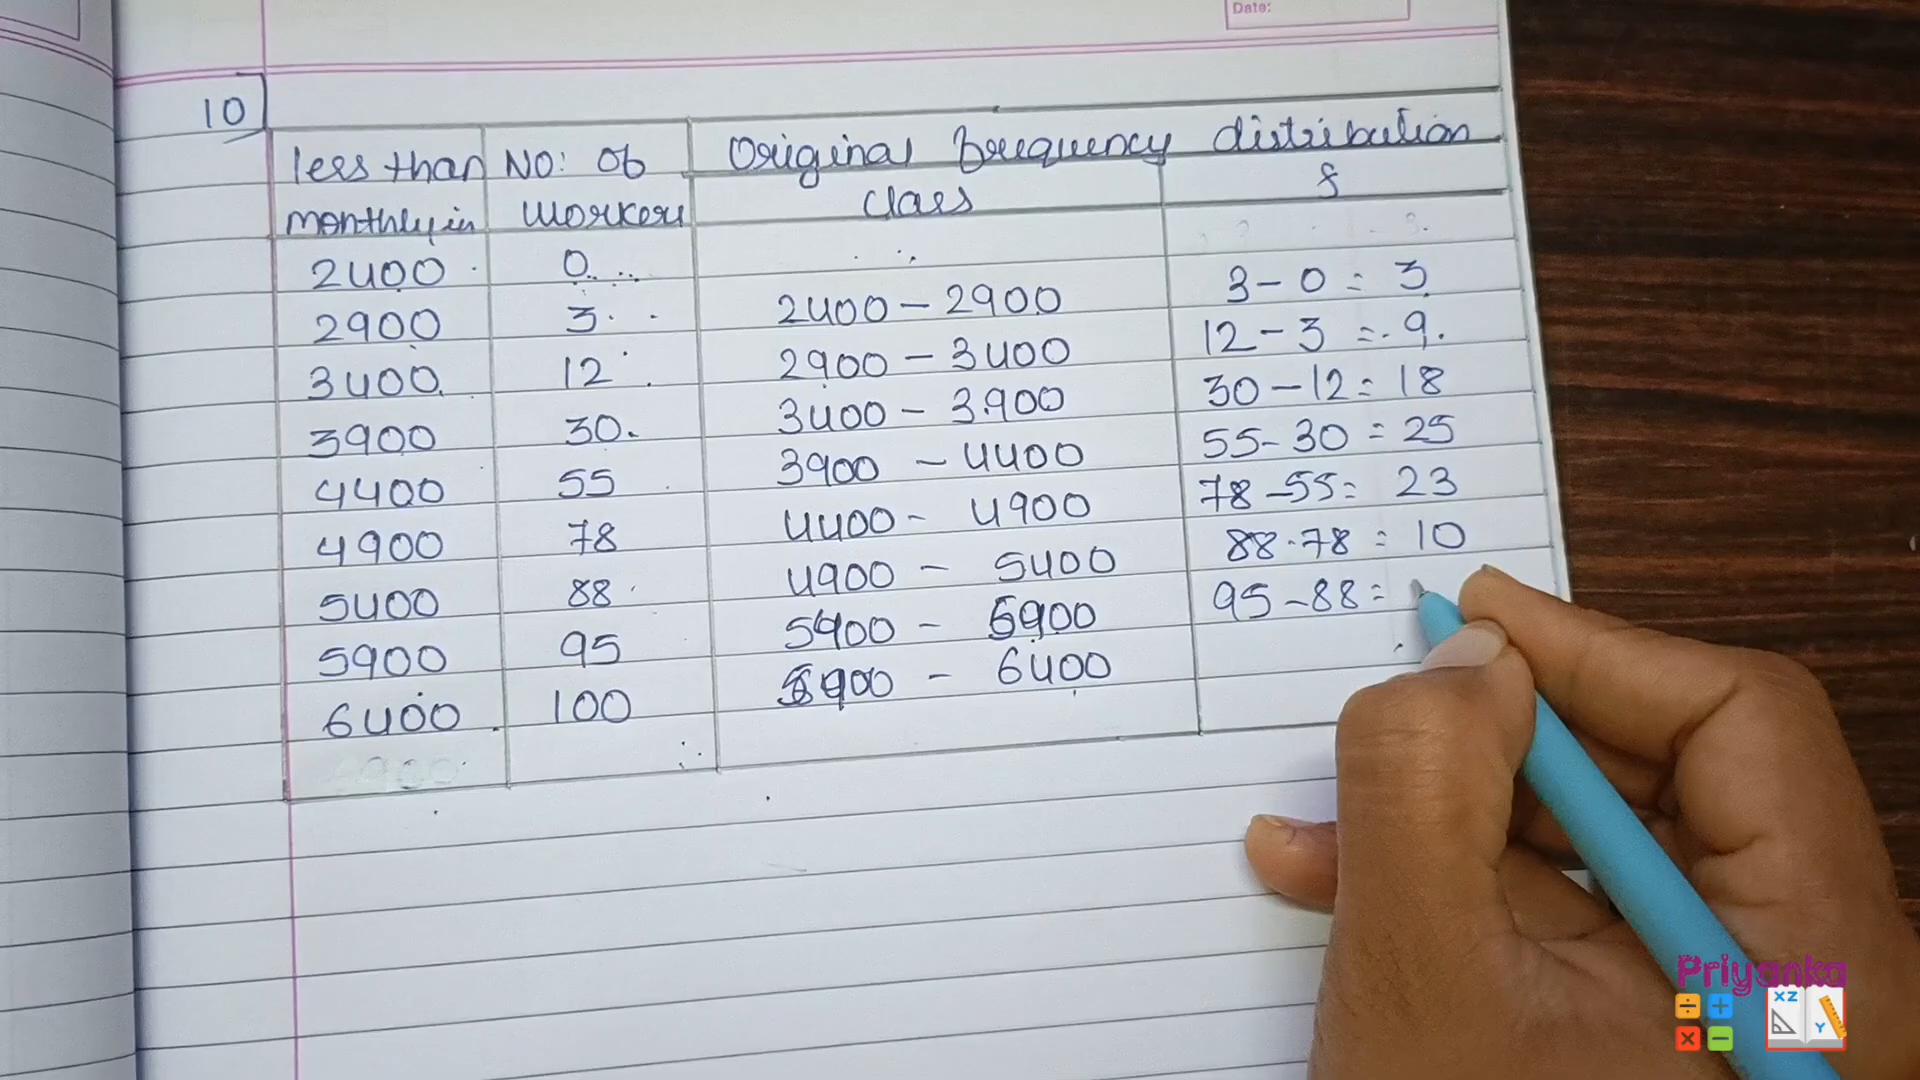 Date:
10
less than NO: Ob Original frequency distribution
monthly,in workers class f
2400 0
2900 3 2400 - 2900 3 - 0 = 3
3400 12 2900 - 3400 12 - 3 = 9
3900 30 3400 - 3900 30 - 12 = 18
4400 55 3900 - 4400 55 - 30 = 25
4900 78 4400 - 4900 78 - 55 = 23
5400 88 4900 - 5400 88 - 78 = 10
5900 95 5400 - 5900 95 - 88 =
6400 100 5900 - 6400
Priyanka
XZ
Y